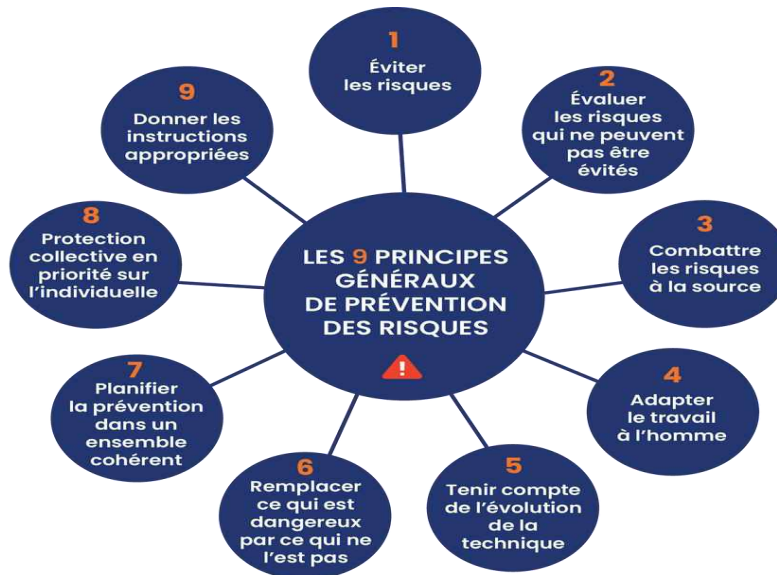 LES 9 PRINCIPES
GÉNÉRAUX
DE PRÉVENTION
DES RISQUES
!
1
Éviter
les risques
2
Évaluer
les risques
qui ne peuvent
pas être
évités
3
Combattre
les risques
à la source
4
Adapter
le travail
à l'homme
5
Tenir compte
de l'évolution
de la
technique
6
Remplacer
ce qui est
dangereux
par ce qui ne
l'est pas
7
Planifier
la prévention
dans un
ensemble
cohérent
8
Protection
collective en
priorité sur
l'individuelle
9
Donner les
instructions
appropriées